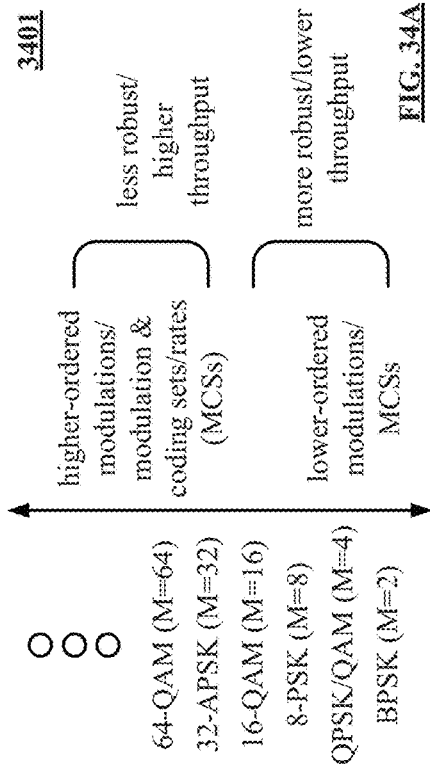 3401
64-QAM (M=64)
32-APSK (M=32)
16-QAM (M=16)
8-PSK (M=8)
QPSK/QAM (M=4)
BPSK (M=2)
higher-ordered
modulations/
modulation &
coding sets/rates
(MCSs)
less robust/
higher
throughput
lower-ordered
modulations/
MCSs
more robust/lower
throughput
FIG. 34A